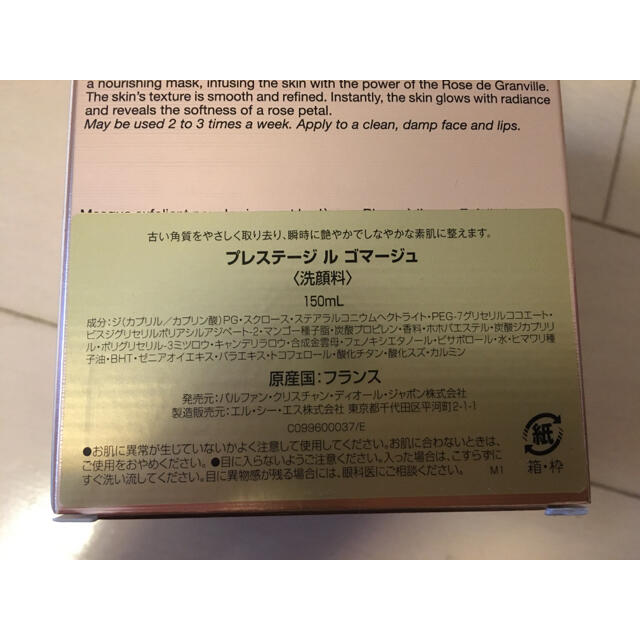 a nourishing mask, infusing the skin with the power of the Rose de Granville.
The skin's texture is smooth and refined. Instantly, the skin glows with radiance
and reveals the softness of a rose petal.
May be used 2 to 3 times a week. Apply to a clean, damp face and lips.
古い角質をやさしく取り去り、瞬時に艶やかでしなやかな素肌に整えます。
プレステージ ル ゴマージュ
〈洗顔料〉
150mL
成分:ジ(カプリル/カプリン酸)PG・スクロース・ステアラルコニウムヘクトライト・PEG-7グリセリルココエート・
ビスジグリセリルポリアシルアジペート-2・マンゴー種子脂・炭酸プロピレン・香料・ホホバエステル・炭酸ジカプリリ
ル・ポリグリセリル-3ミツロウ・キャンデリラロウ・合成金雲母・フェノキシエタノール・ビサボロール・水・ヒマワリ種
子油・BHT・ゼニアオイエキス・バラエキス・トコフェロール・酸化チタン・酸化スズ・カルミン
原産国:フランス
発売元:パルファン・クリスチャン・ディオール・ジャポン株式会社
製造販売元:エル・シー・エス株式会社 東京都千代田区平河町2-1-1
C099600037/E
●お肌に異常が生じていないかよく注意して使用してください。お肌に合わないときは、
ご使用をおやめください。●目に入らないようご注意ください。入った場合は、こすらずに
すぐ洗い流してください。目に異物感が残る場合には、眼科医にご相談ください。 M1
紙
箱・枠